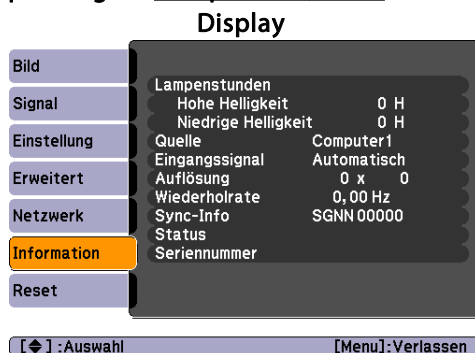 Display
Bild
Signal
Einstellung
Erweitert
Netzwerk
Information
Reset
Lampenstunden
Hohe Helligkeit 0 H
Niedrige Helligkeit 0 H
Quelle Computer1
Eingangssignal Automatisch
Auflösung 0 x 0
Wiederholrate 0,00 Hz
Sync-Info SGNN 00000
Status
Seriennummer
[◆] :Auswahl [Menu]:Verlassen